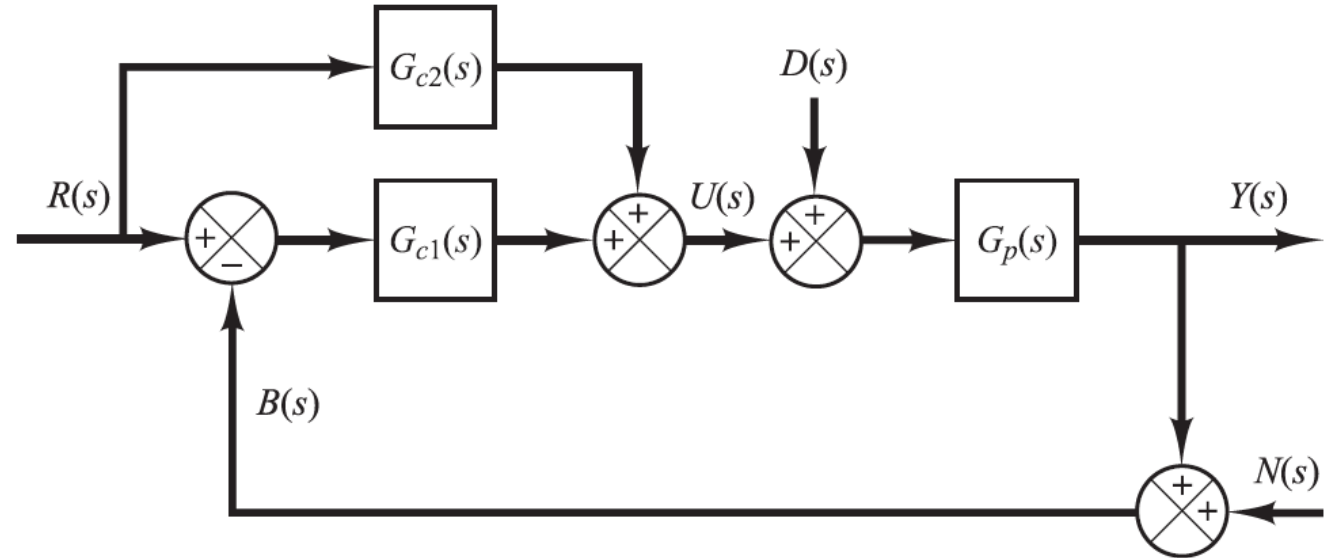 G_{c2}(s)
D(s)
R(s)
+
−
G_{c1}(s)
+
+
U(s)
+
+
G_p(s)
Y(s)
B(s)
+
+
N(s)